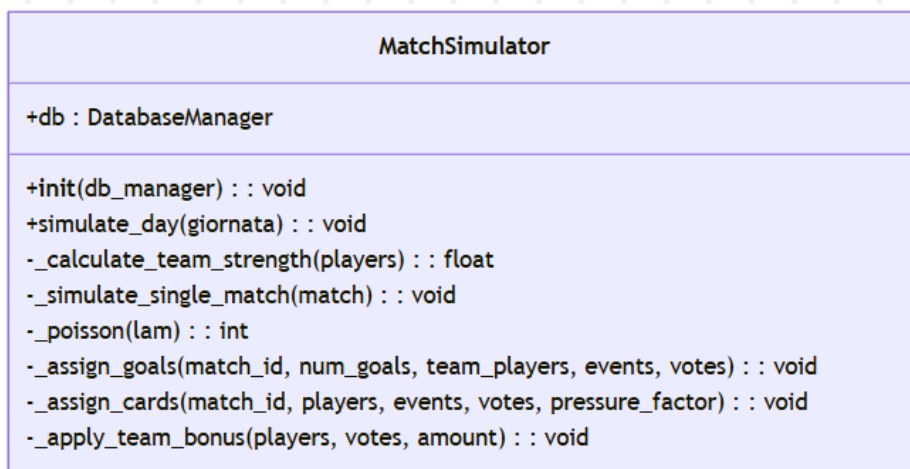 MatchSimulator
+db : DatabaseManager
+init(db_manager) : : void
+simulate_day(giornata) : : void
-_calculate_team_strength(players) : : float
-_simulate_single_match(match) : : void
-_poisson(lam) : : int
-_assign_goals(match_id, num_goals, team_players, events, votes) : : void
-_assign_cards(match_id, players, events, votes, pressure_factor) : : void
-_apply_team_bonus(players, votes, amount) : : void